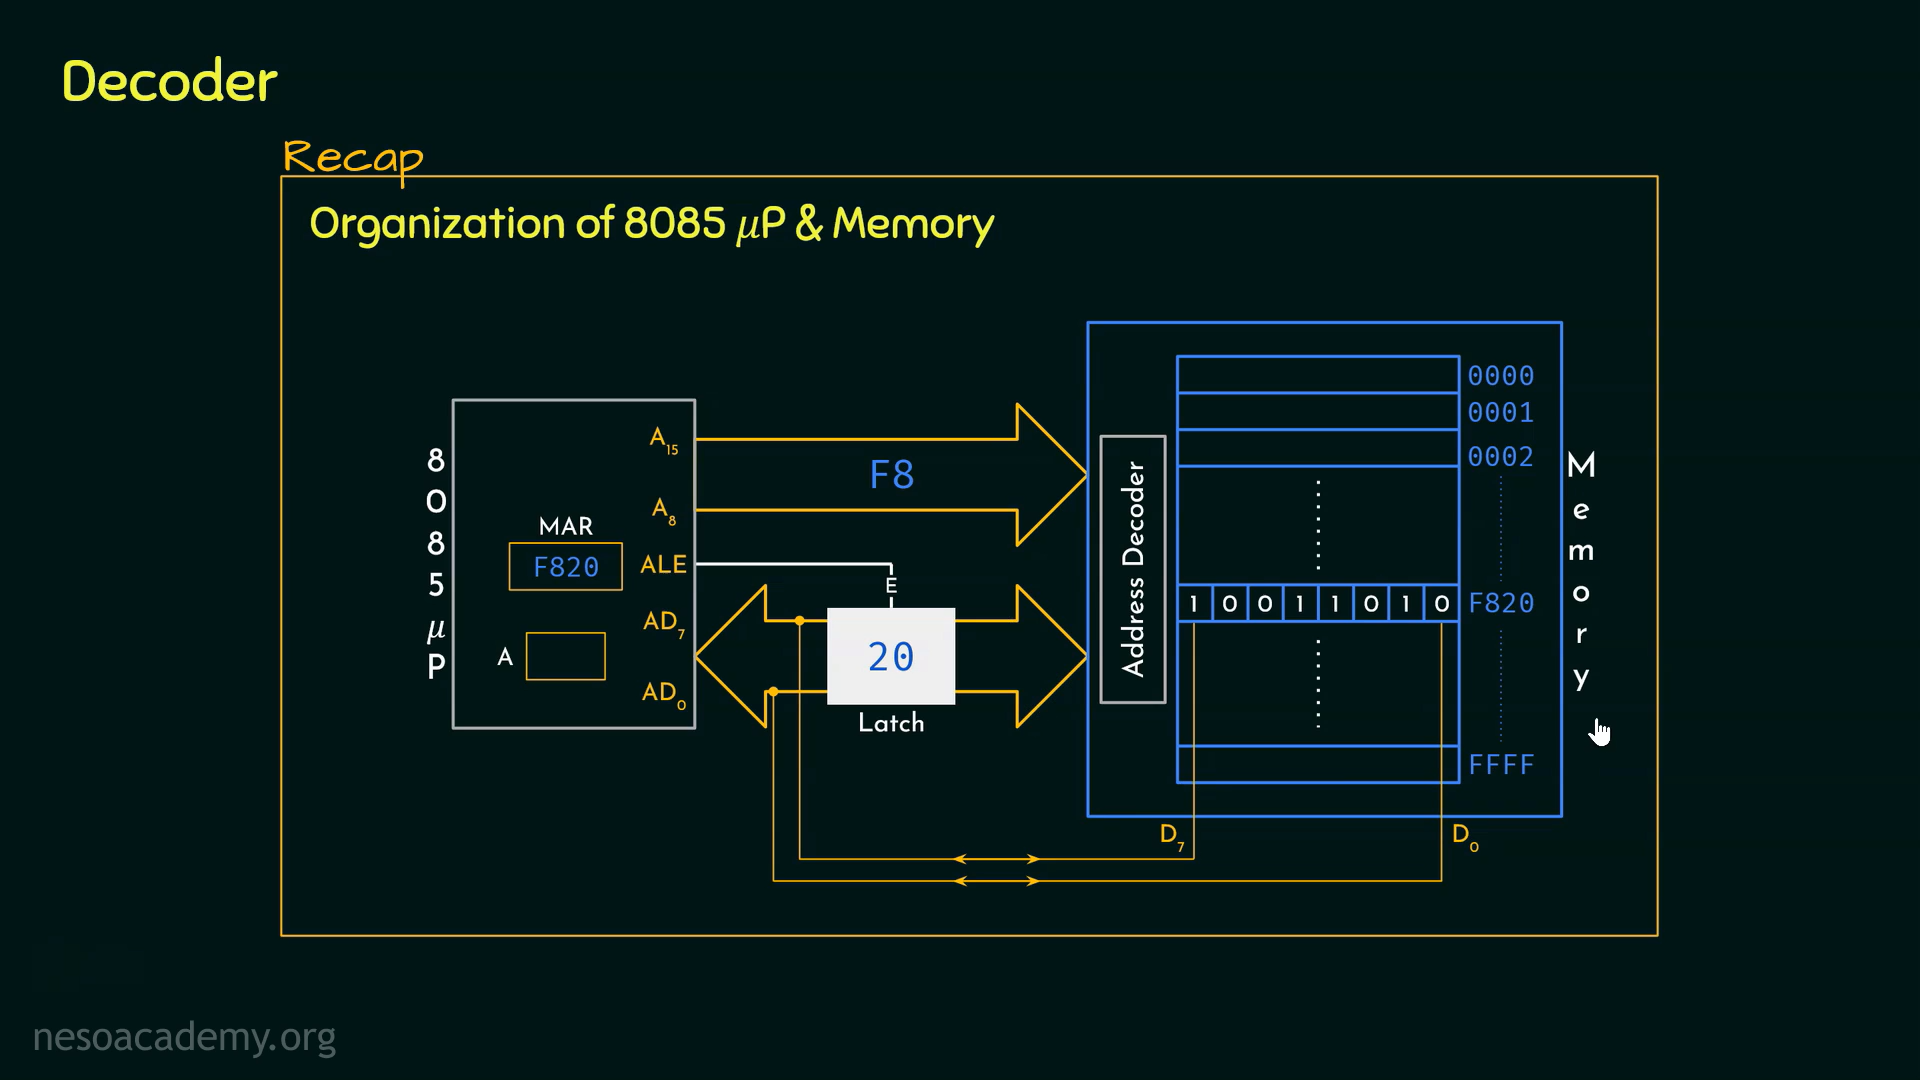 Decoder
Recap
Organization of 8085 μP & Memory
8085 μP
A15
A8
MAR
F820
ALE
AD7
A
AD0
F8
E
20
Latch
Address Decoder
0000
0001
0002
1 0 0 1 1 0 1 0
F820
FFFF
Memory
D7
D0
nesoacademy.org